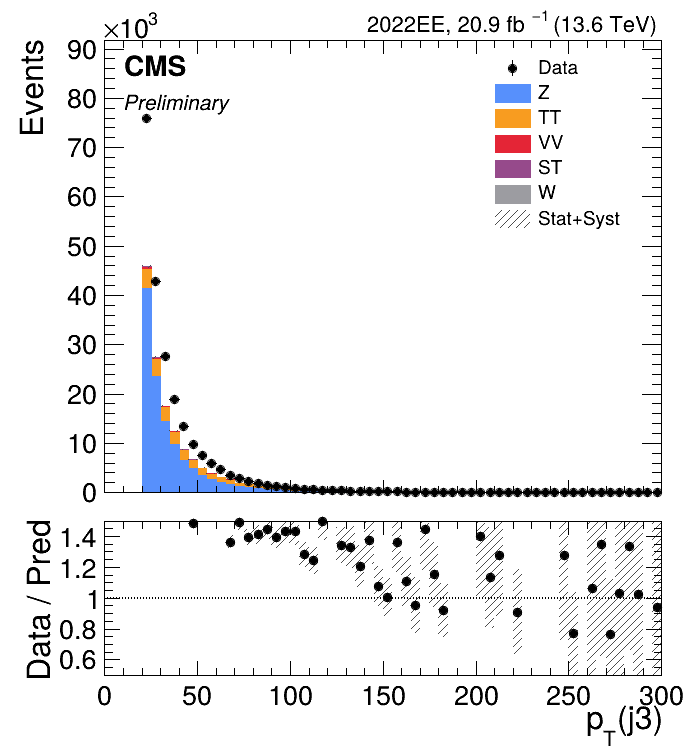 ×10³
2022EE, 20.9 fb⁻¹ (13.6 TeV)
CMS
Preliminary
Events
90
80
70
60
50
40
30
20
10
0
Data
Z
TT
VV
ST
W
Stat+Syst
Data / Pred
1.4
1.2
1
0.8
0.6
0 50 100 150 200 250 300
p_T(j3)